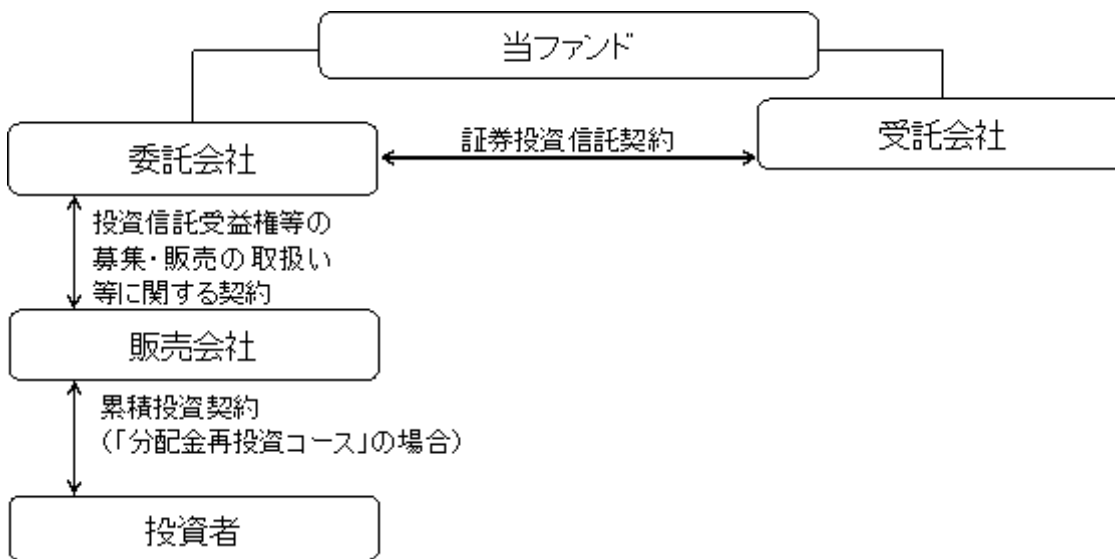 当ファンド
委託会社
証券投資信託契約
受託会社
投資信託受益権等の
募集・販売の取扱い
等に関する契約
販売会社
累積投資契約
(「分配金再投資コース」の場合)
投資者